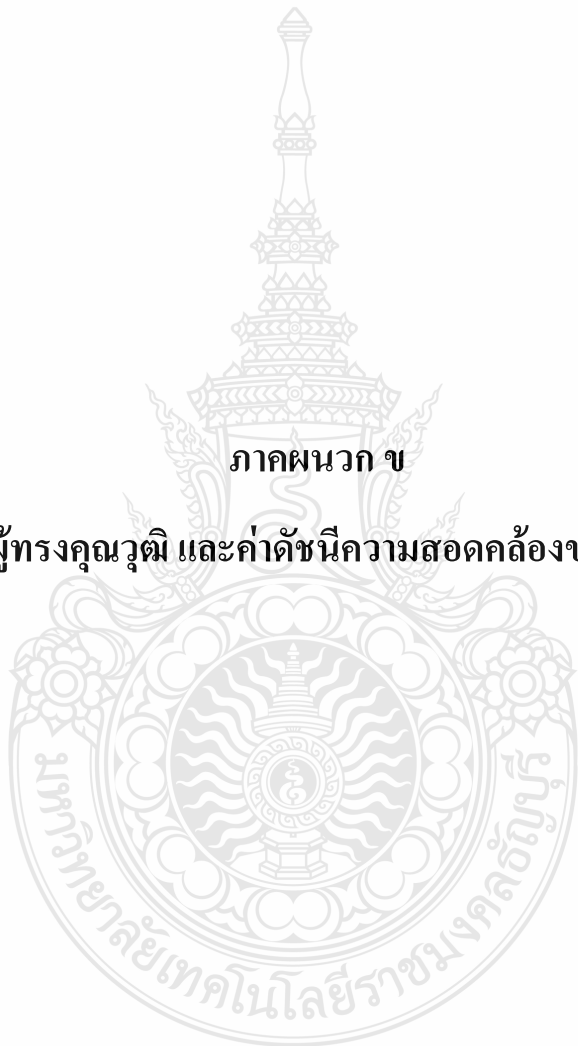 ภาคผนวก ข
ผู้ทรงคุณวุฒิ และค่าดัชนีความสอดคล้องข
มหาวิทยาลัยเทคโนโลยีราชมงคลธัญบุรี